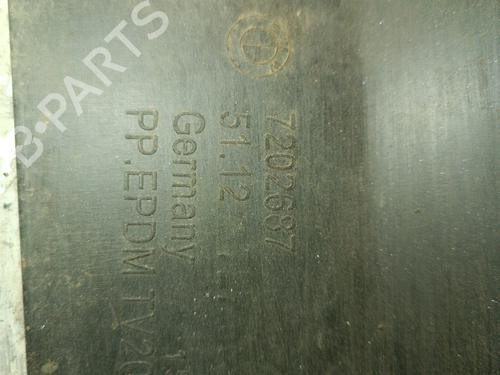 7202687
51.12
Germany
PP.EPDM TV20
B-PARTS